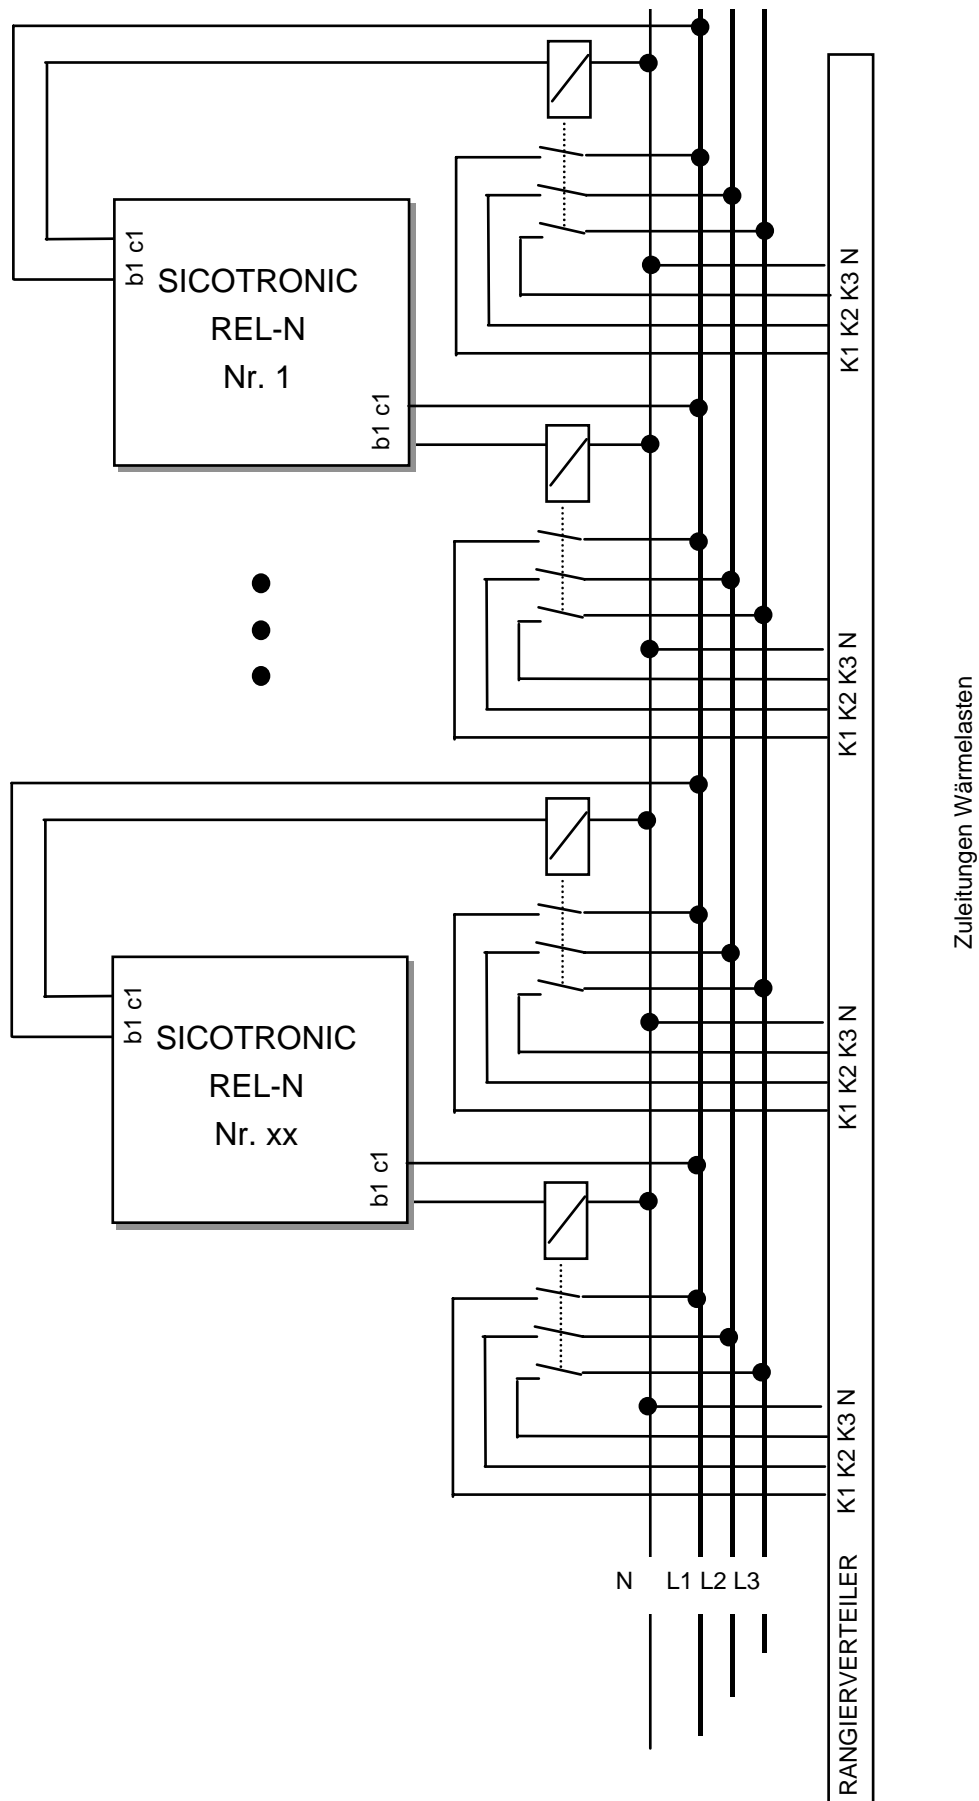 b1 c1
SICOTRONIC
REL-N
Nr. 1
b1 c1
K1 K2 K3 N
K1 K2 K3 N
Zuleitungen Wärmelasten
b1 c1
SICOTRONIC
REL-N
Nr. xx
b1 c1
K1 K2 K3 N
K1 K2 K3 N
N L1 L2 L3
RANGIERVERTEILER